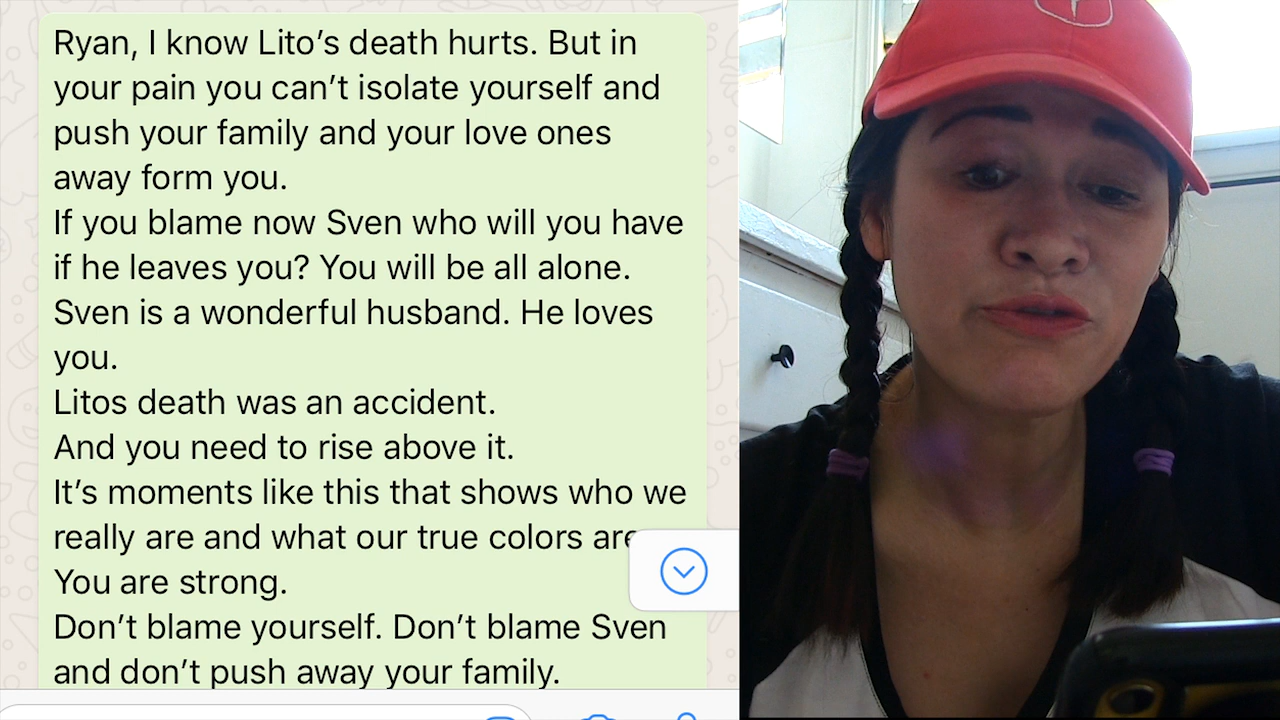 Ryan, I know Lito’s death hurts. But in
your pain you can’t isolate yourself and
push your family and your love ones
away form you.
If you blame now Sven who will you have
if he leaves you? You will be all alone.
Sven is a wonderful husband. He loves
you.
Litos death was an accident.
And you need to rise above it.
It’s moments like this that shows who we
really are and what our true colors are
You are strong.
Don’t blame yourself. Don’t blame Sven
and don’t push away your family.